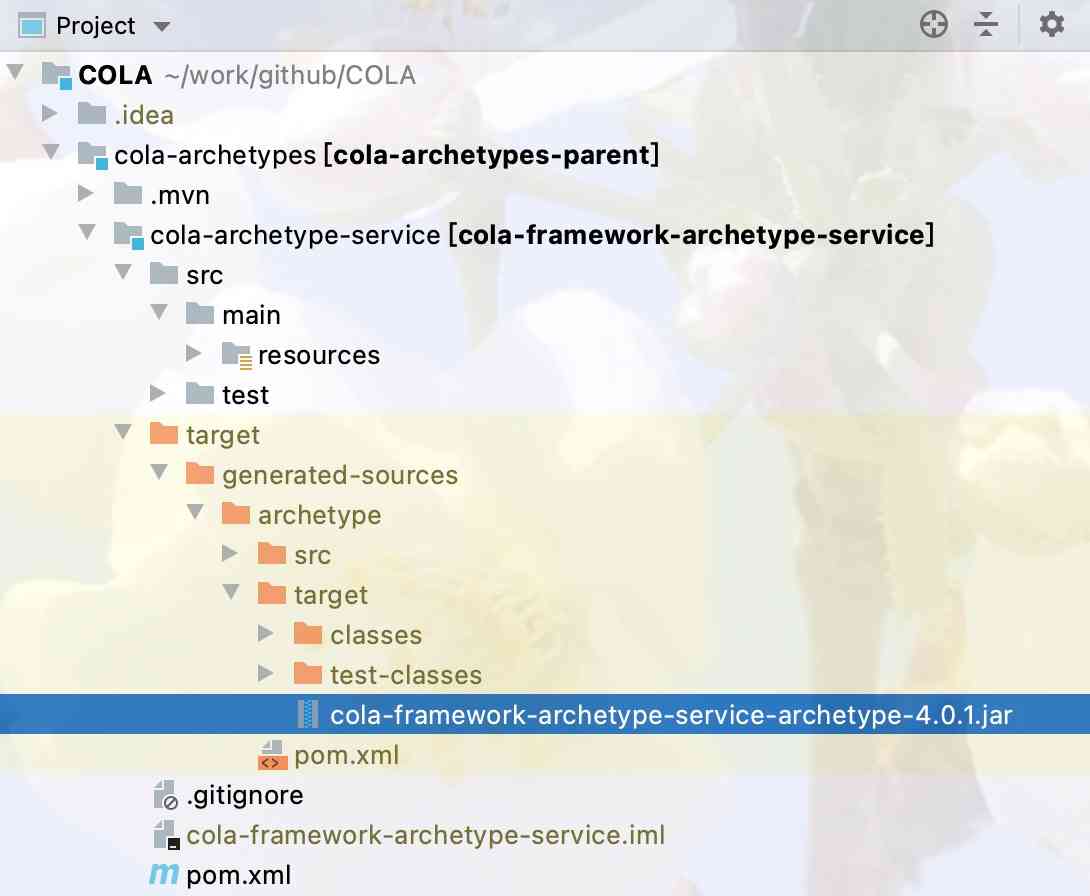 Project
COLA ~/work/github/COLA
.idea
cola-archetypes [cola-archetypes-parent]
.mvn
cola-archetype-service [cola-framework-archetype-service]
src
main
resources
test
target
generated-sources
archetype
src
target
classes
test-classes
cola-framework-archetype-service-archetype-4.0.1.jar
pom.xml
.gitignore
cola-framework-archetype-service.iml
pom.xml